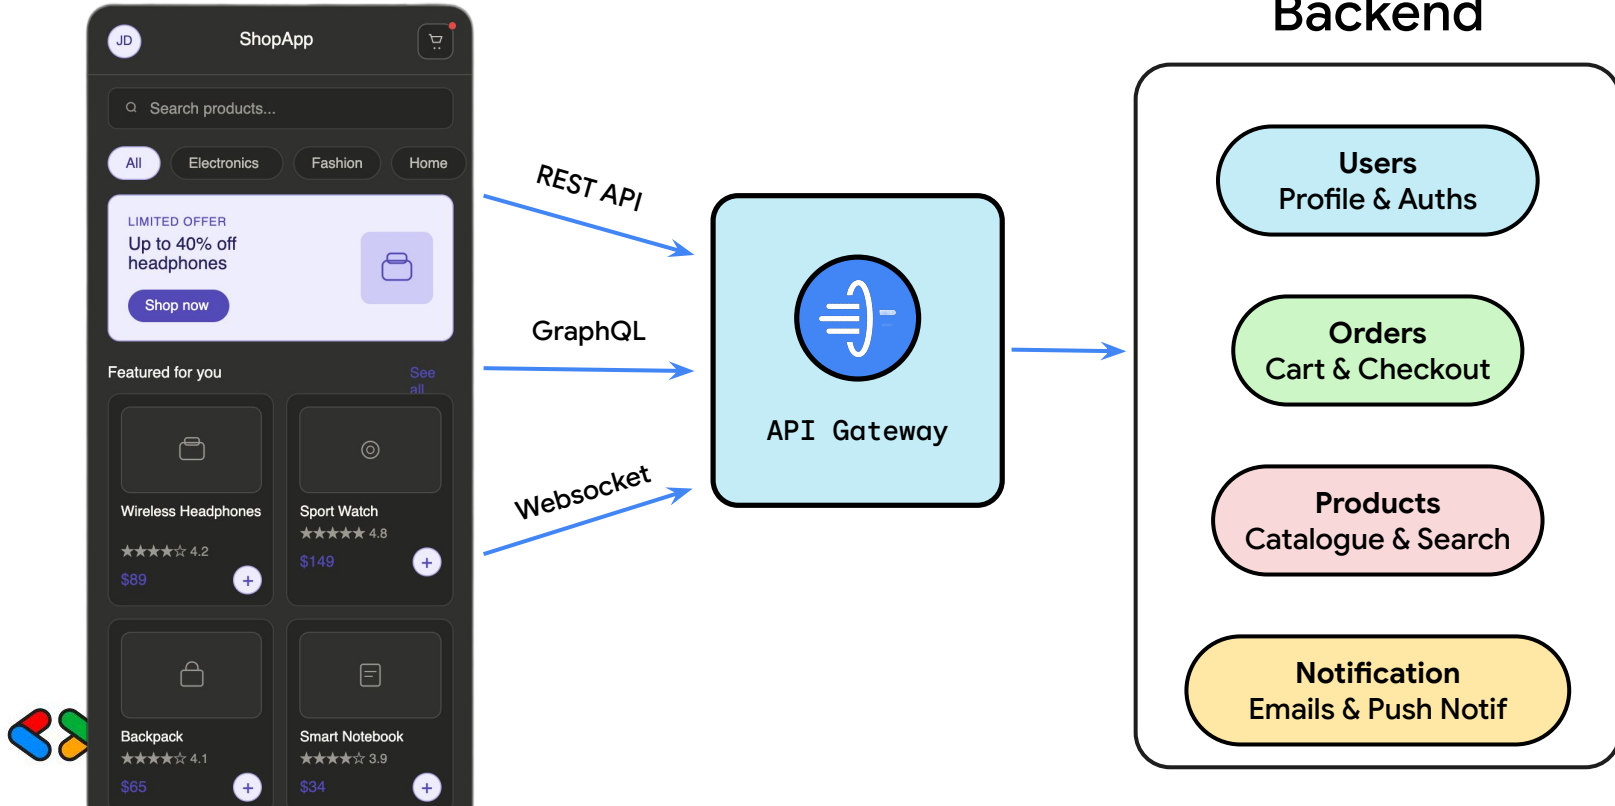 Backend
JD
ShopApp
Search products...
All
Electronics
Fashion
Home
LIMITED OFFER
Up to 40% off
headphones
Shop now
Featured for you
See
all
Wireless Headphones
★★★★☆ 4.2
$89
+
Sport Watch
★★★★★ 4.8
$149
+
Backpack
★★★★☆ 4.1
$65
+
Smart Notebook
★★★★☆ 3.9
$34
+
REST API
GraphQL
Websocket
API Gateway
Users
Profile & Auths
Orders
Cart & Checkout
Products
Catalogue & Search
Notification
Emails & Push Notif